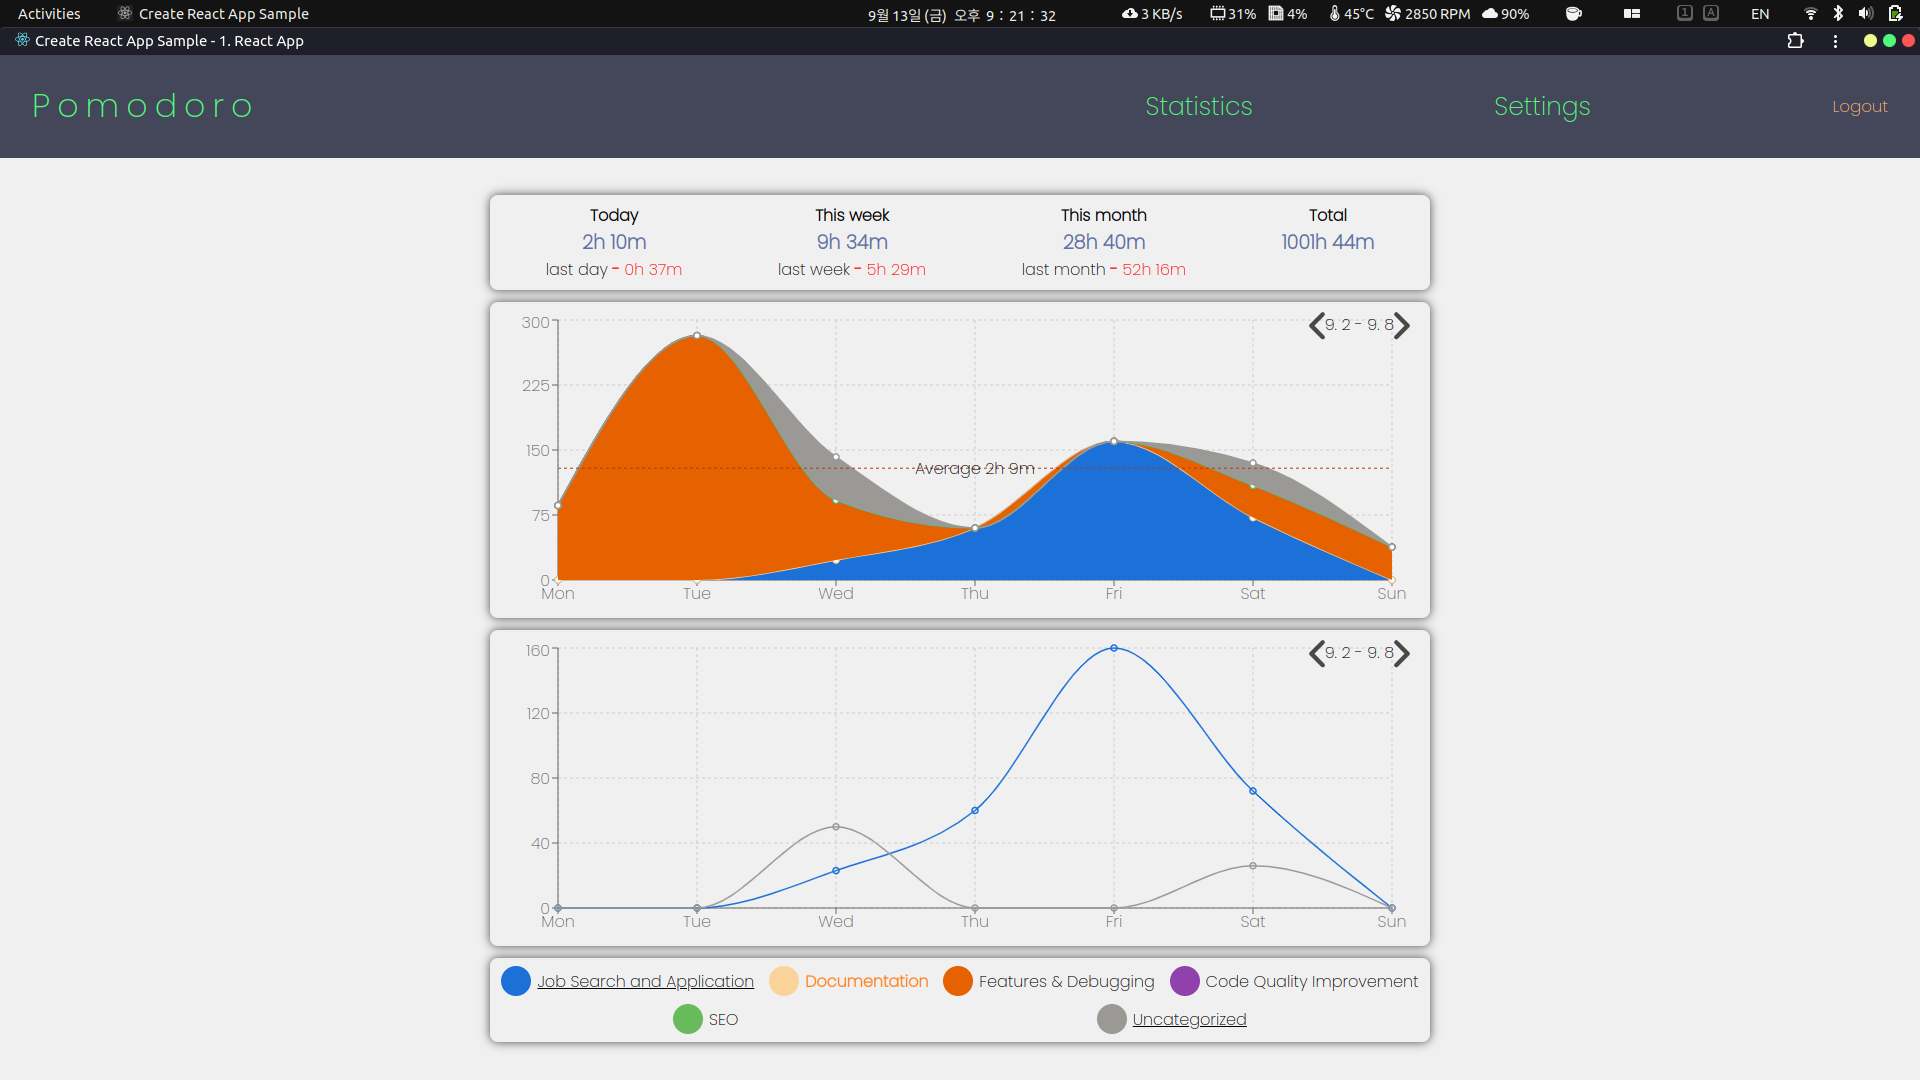 Activities Create React App Sample 9월 13일 (금) 오후 9 : 21 : 32 3 KB/s 31% 4% 45°C 2850 RPM 90% 1 A EN
Create React App Sample - 1. React App
Pomodoro Statistics Settings Logout
Today This week This month Total
2h 10m 9h 34m 28h 40m 1001h 44m
last day - 0h 37m last week - 5h 29m last month - 52h 16m
300 9. 2 - 9. 8
225
150
Average 2h 9m
75
0
Mon Tue Wed Thu Fri Sat Sun
160 9. 2 - 9. 8
120
80
40
0
Mon Tue Wed Thu Fri Sat Sun
Job Search and Application Documentation Features & Debugging Code Quality Improvement
SEO Uncategorized